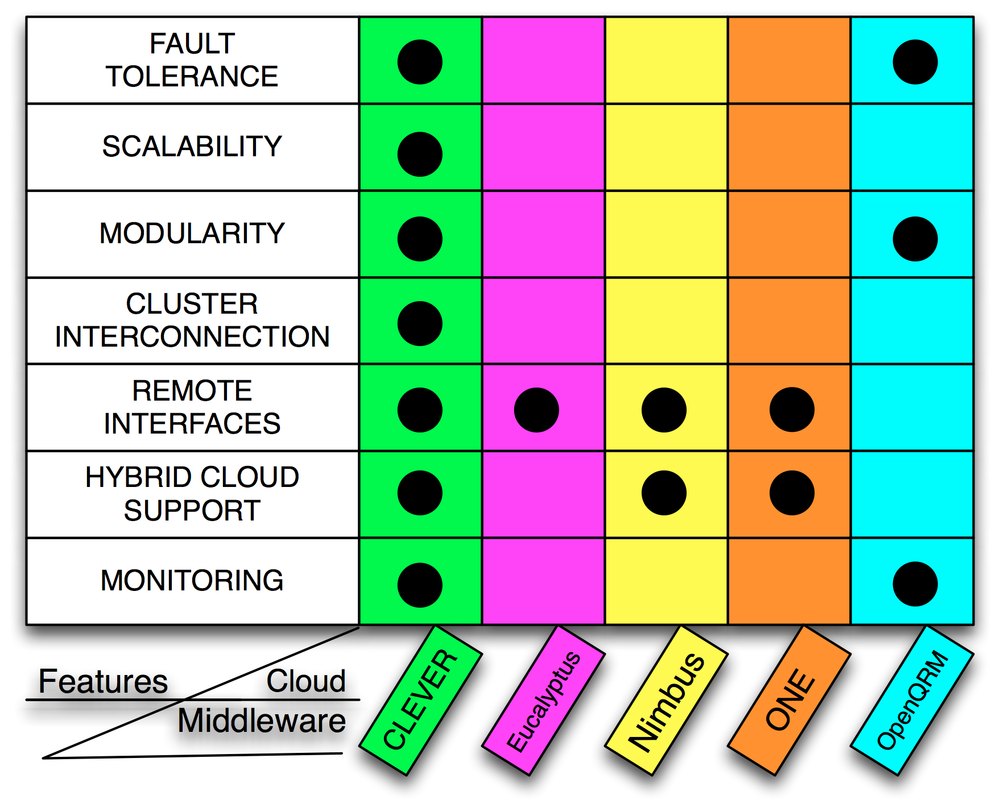 FAULT
TOLERANCE
SCALABILITY
MODULARITY
CLUSTER
INTERCONNECTION
REMOTE
INTERFACES
HYBRID CLOUD
SUPPORT
MONITORING
Features
Cloud
Middleware
CLEVER
Eucalyptus
Nimbus
ONE
OpenQRM